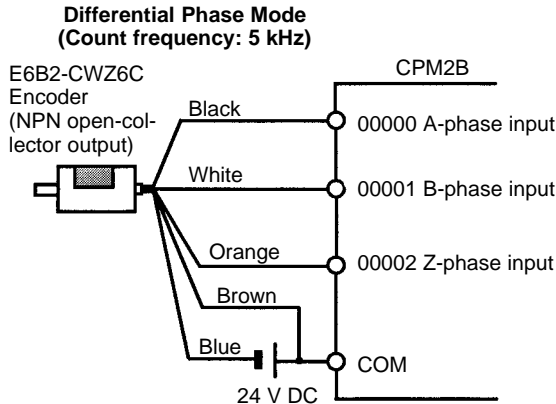 Differential Phase Mode
(Count frequency: 5 kHz)
E6B2-CWZ6C
Encoder
(NPN open-col-
lector output)
CPM2B
Black
00000 A-phase input
White
00001 B-phase input
Orange
00002 Z-phase input
Brown
Blue
COM
24 V DC